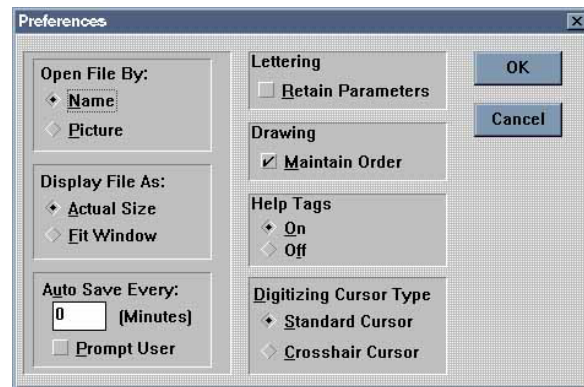 Preferences
Open File By:
Name
Picture
Display File As:
Actual Size
Fit Window
Auto Save Every:
0 (Minutes)
Prompt User
Lettering
Retain Parameters
Drawing
Maintain Order
Help Tags
On
Off
Digitizing Cursor Type
Standard Cursor
Crosshair Cursor
OK
Cancel